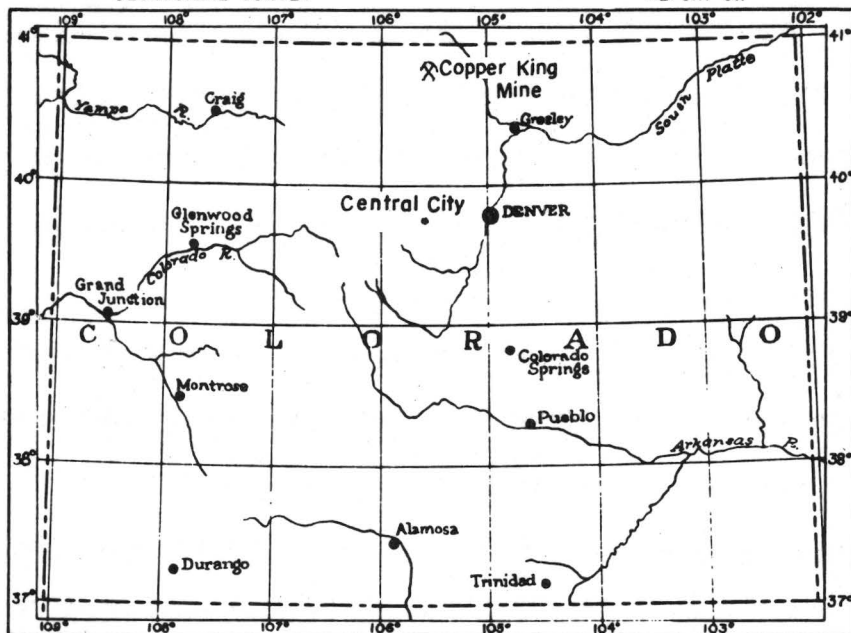 109° 108° 107° 106° 105° 104° 103° 102°
41° 41°
Copper King
Mine
Yampa R. Craig
Greeley
South Platte
40° 40°
Central City
DENVER
Glenwood
Springs
Colorado R.
Grand
Junction
39° 39°
COLORADO
Colorado
Springs
Montrose
Pueblo
Arkansas R.
38° 38°
Alamosa
Durango
Trinidad
37° 37°
109° 108° 107° 106° 105° 104° 103°